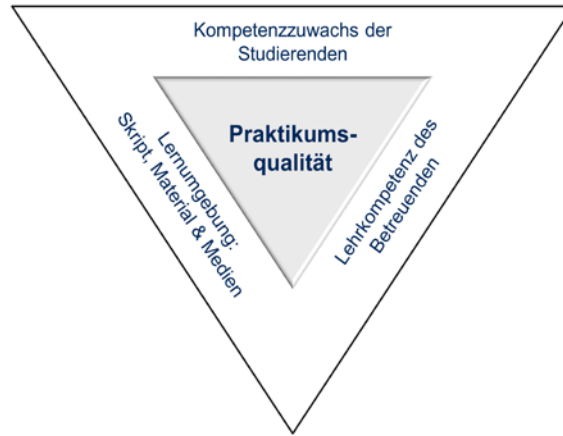 Kompetenzzuwachs der
Studierenden
Praktikums-
qualität
Lernumgebung:
Skript, Material & Medien
Lehrkompetenz des
Betreuenden